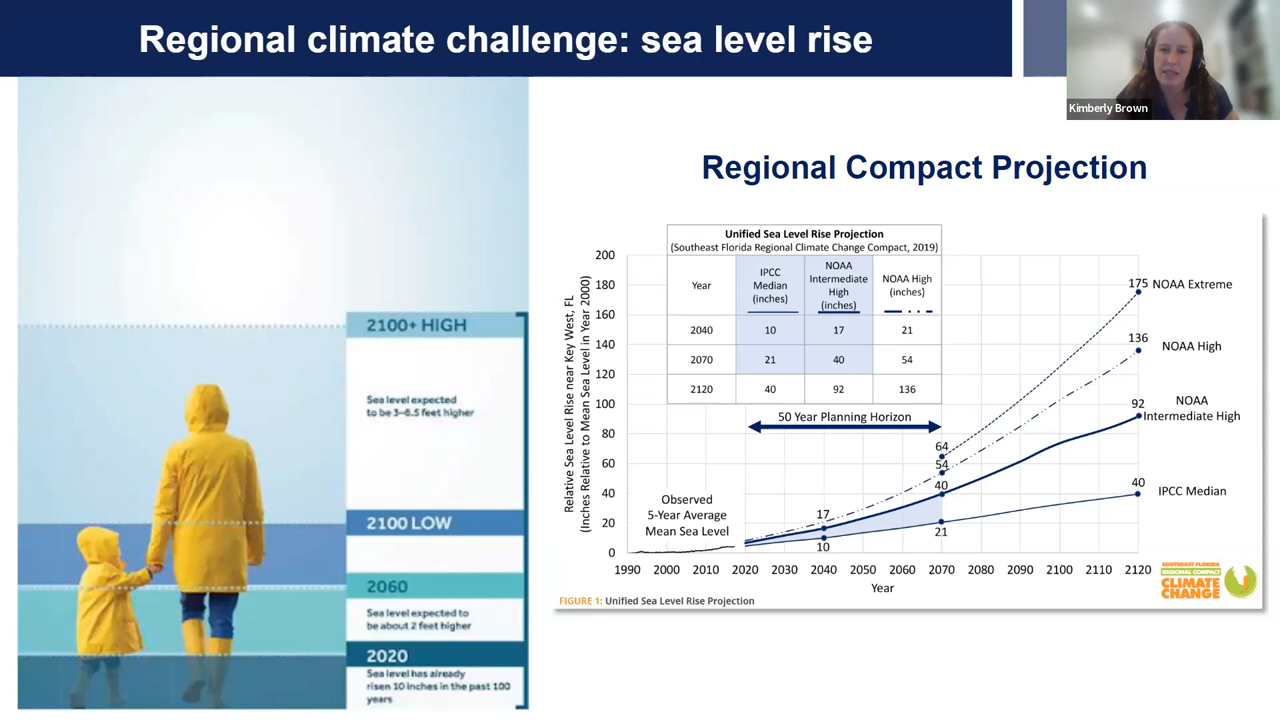 Regional climate challenge: sea level rise
Kimberly Brown
2100+ HIGH
Sea level expected
to be 3-8.5 feet higher
2100 LOW
2060
Sea level expected to
be about 2 feet higher
2020
Sea level has already
risen 10 inches in the past 100
years
Regional Compact Projection
Unified Sea Level Rise Projection
(Southeast Florida Regional Climate Change Compact, 2019)
Year
IPCC
Median
(inches)
NOAA
Intermediate
High
(inches)
NOAA High
(inches)
2040 10 17 21
2070 21 40 54
2120 40 92 136
50 Year Planning Horizon
Relative Sea Level Rise near Key West, FL
(Inches Relative to Mean Sea Level in Year 2000)
200
180
160
140
120
100
80
60
40
20
0
Observed
5-Year Average
Mean Sea Level
17
10
64
54
40
21
175 NOAA Extreme
136 NOAA High
92 NOAA
Intermediate High
40 IPCC Median
1990 2000 2010 2020 2030 2040 2050 2060 2070 2080 2090 2100 2110 2120
Year
FIGURE 1: Unified Sea Level Rise Projection
SOUTHEAST FLORIDA
REGIONAL COMPACT
CLIMATE
CHANGE